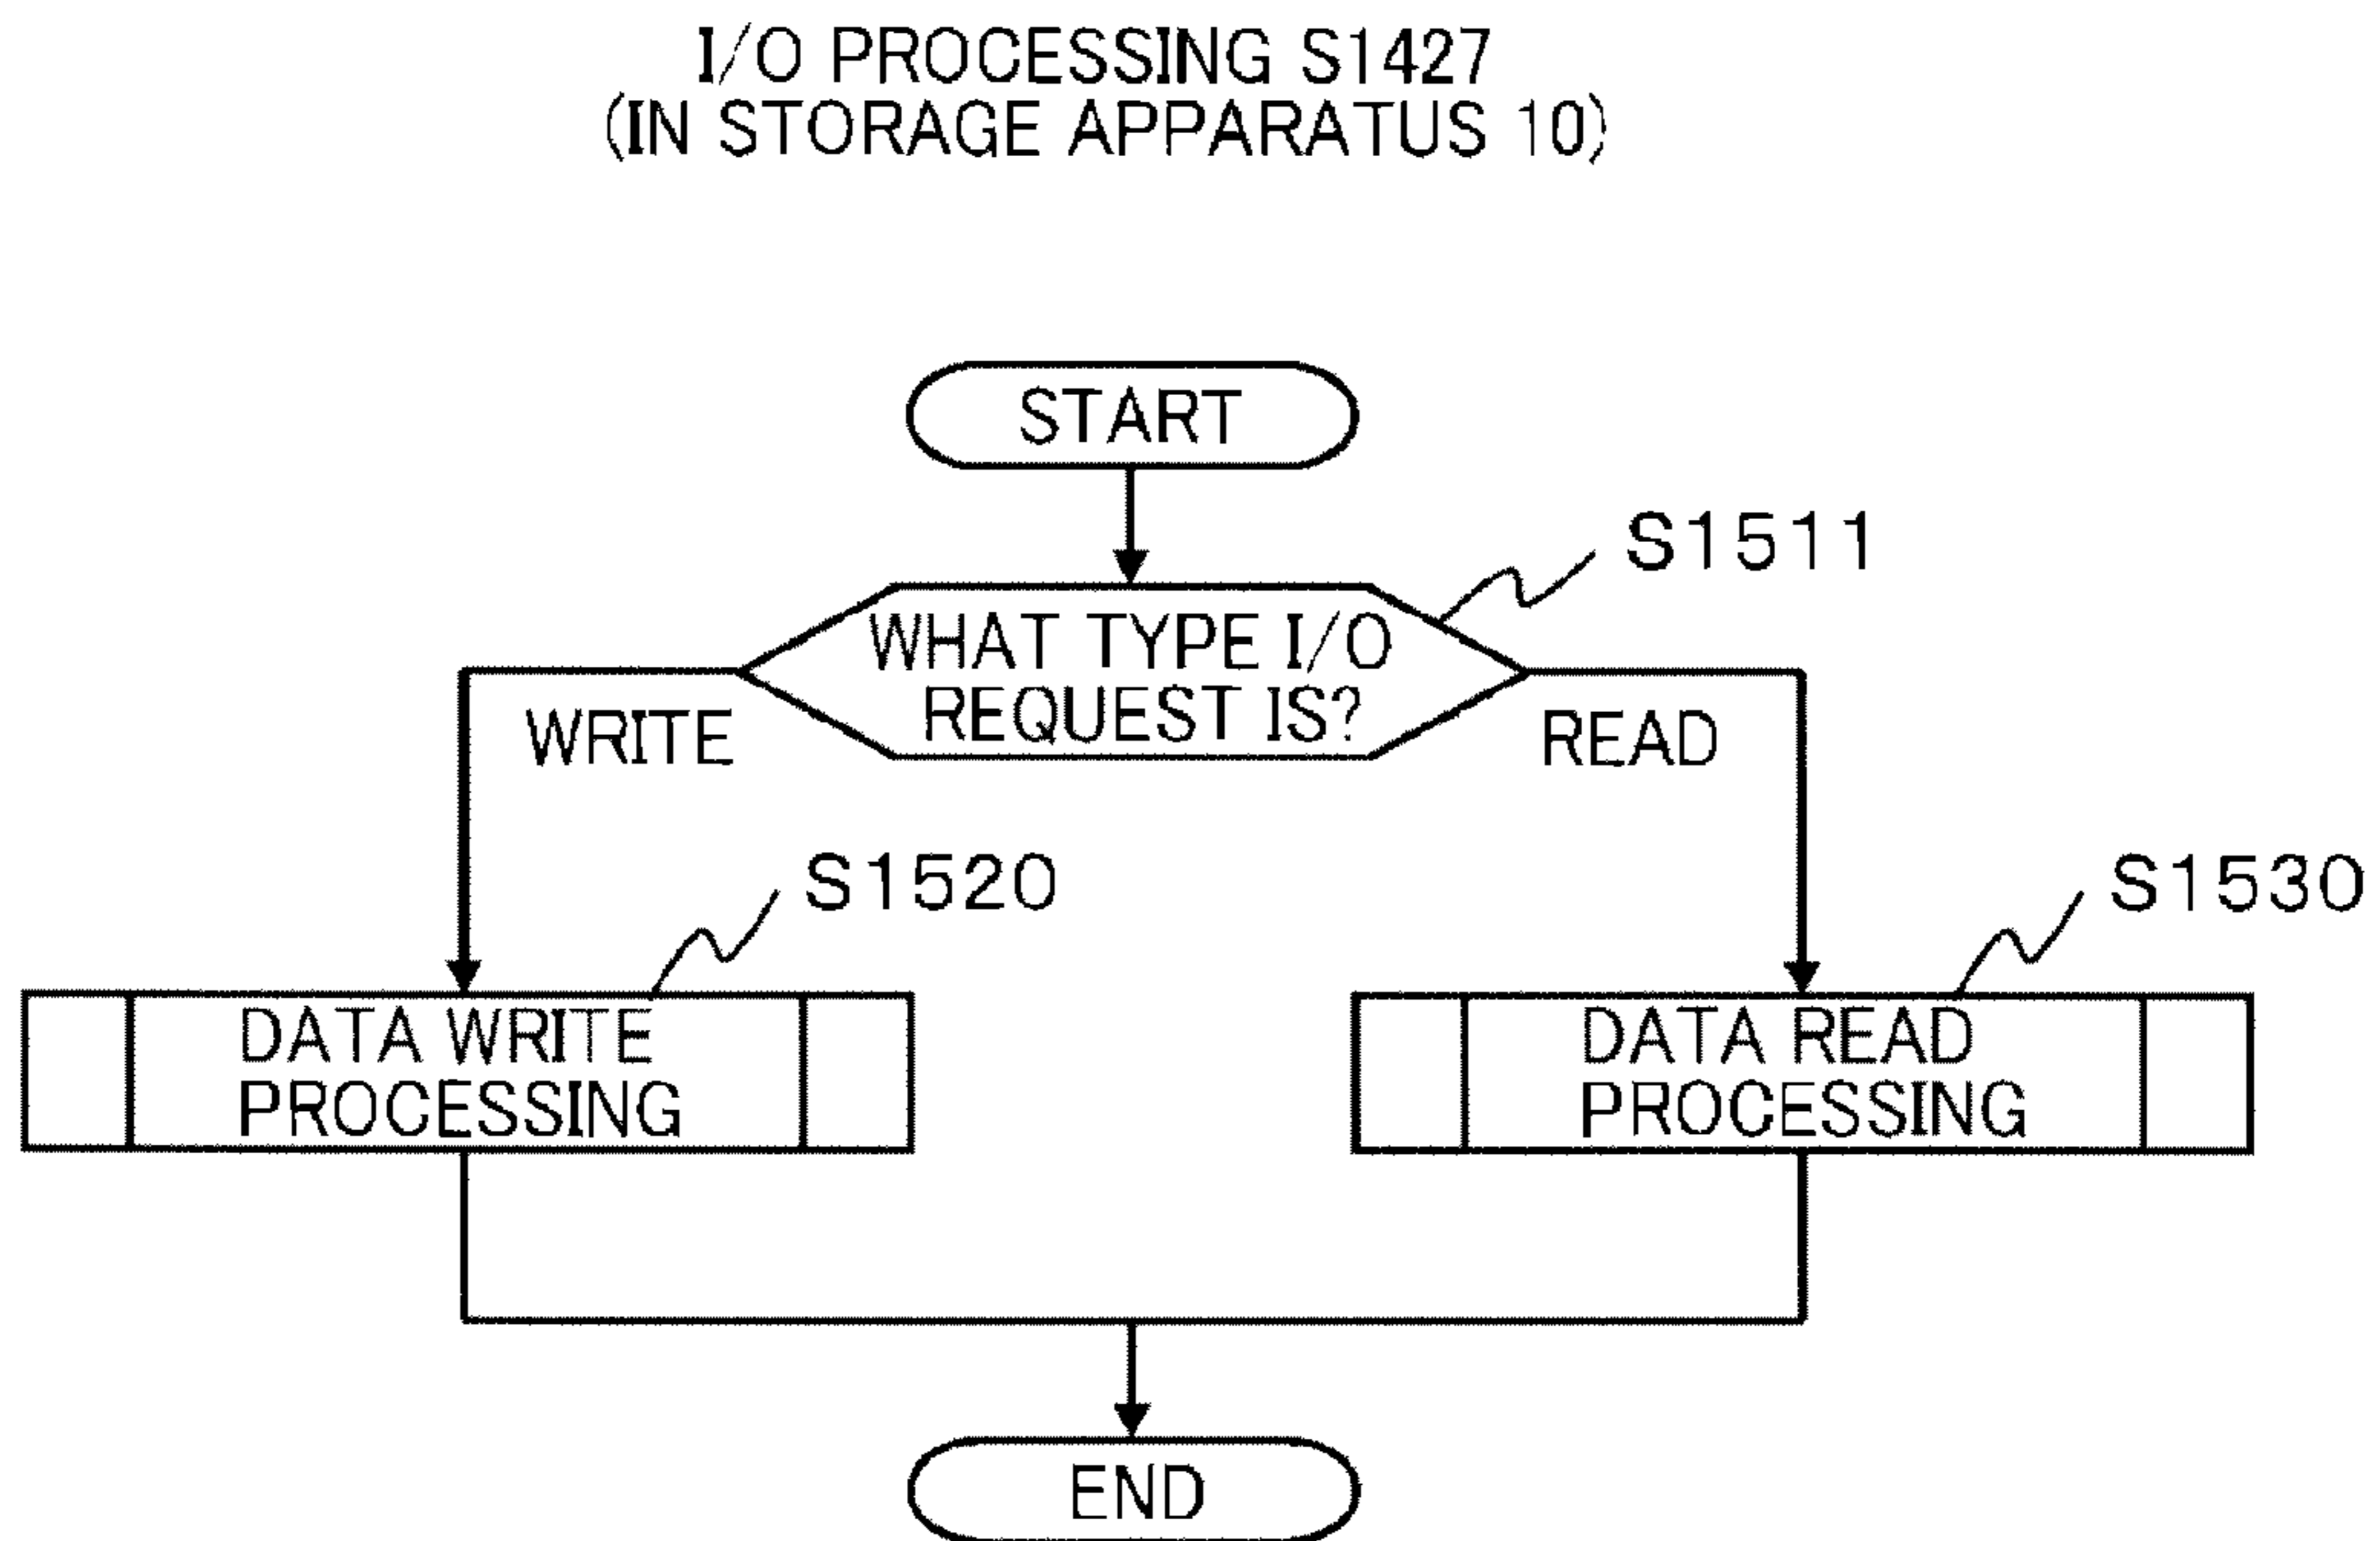 I/O PROCESSING S1427
(IN STORAGE APPARATUS 10)
START
S1511
WHAT TYPE I/O
REQUEST IS?
WRITE
READ
S1520
S1530
DATA WRITE
PROCESSING
DATA READ
PROCESSING
END